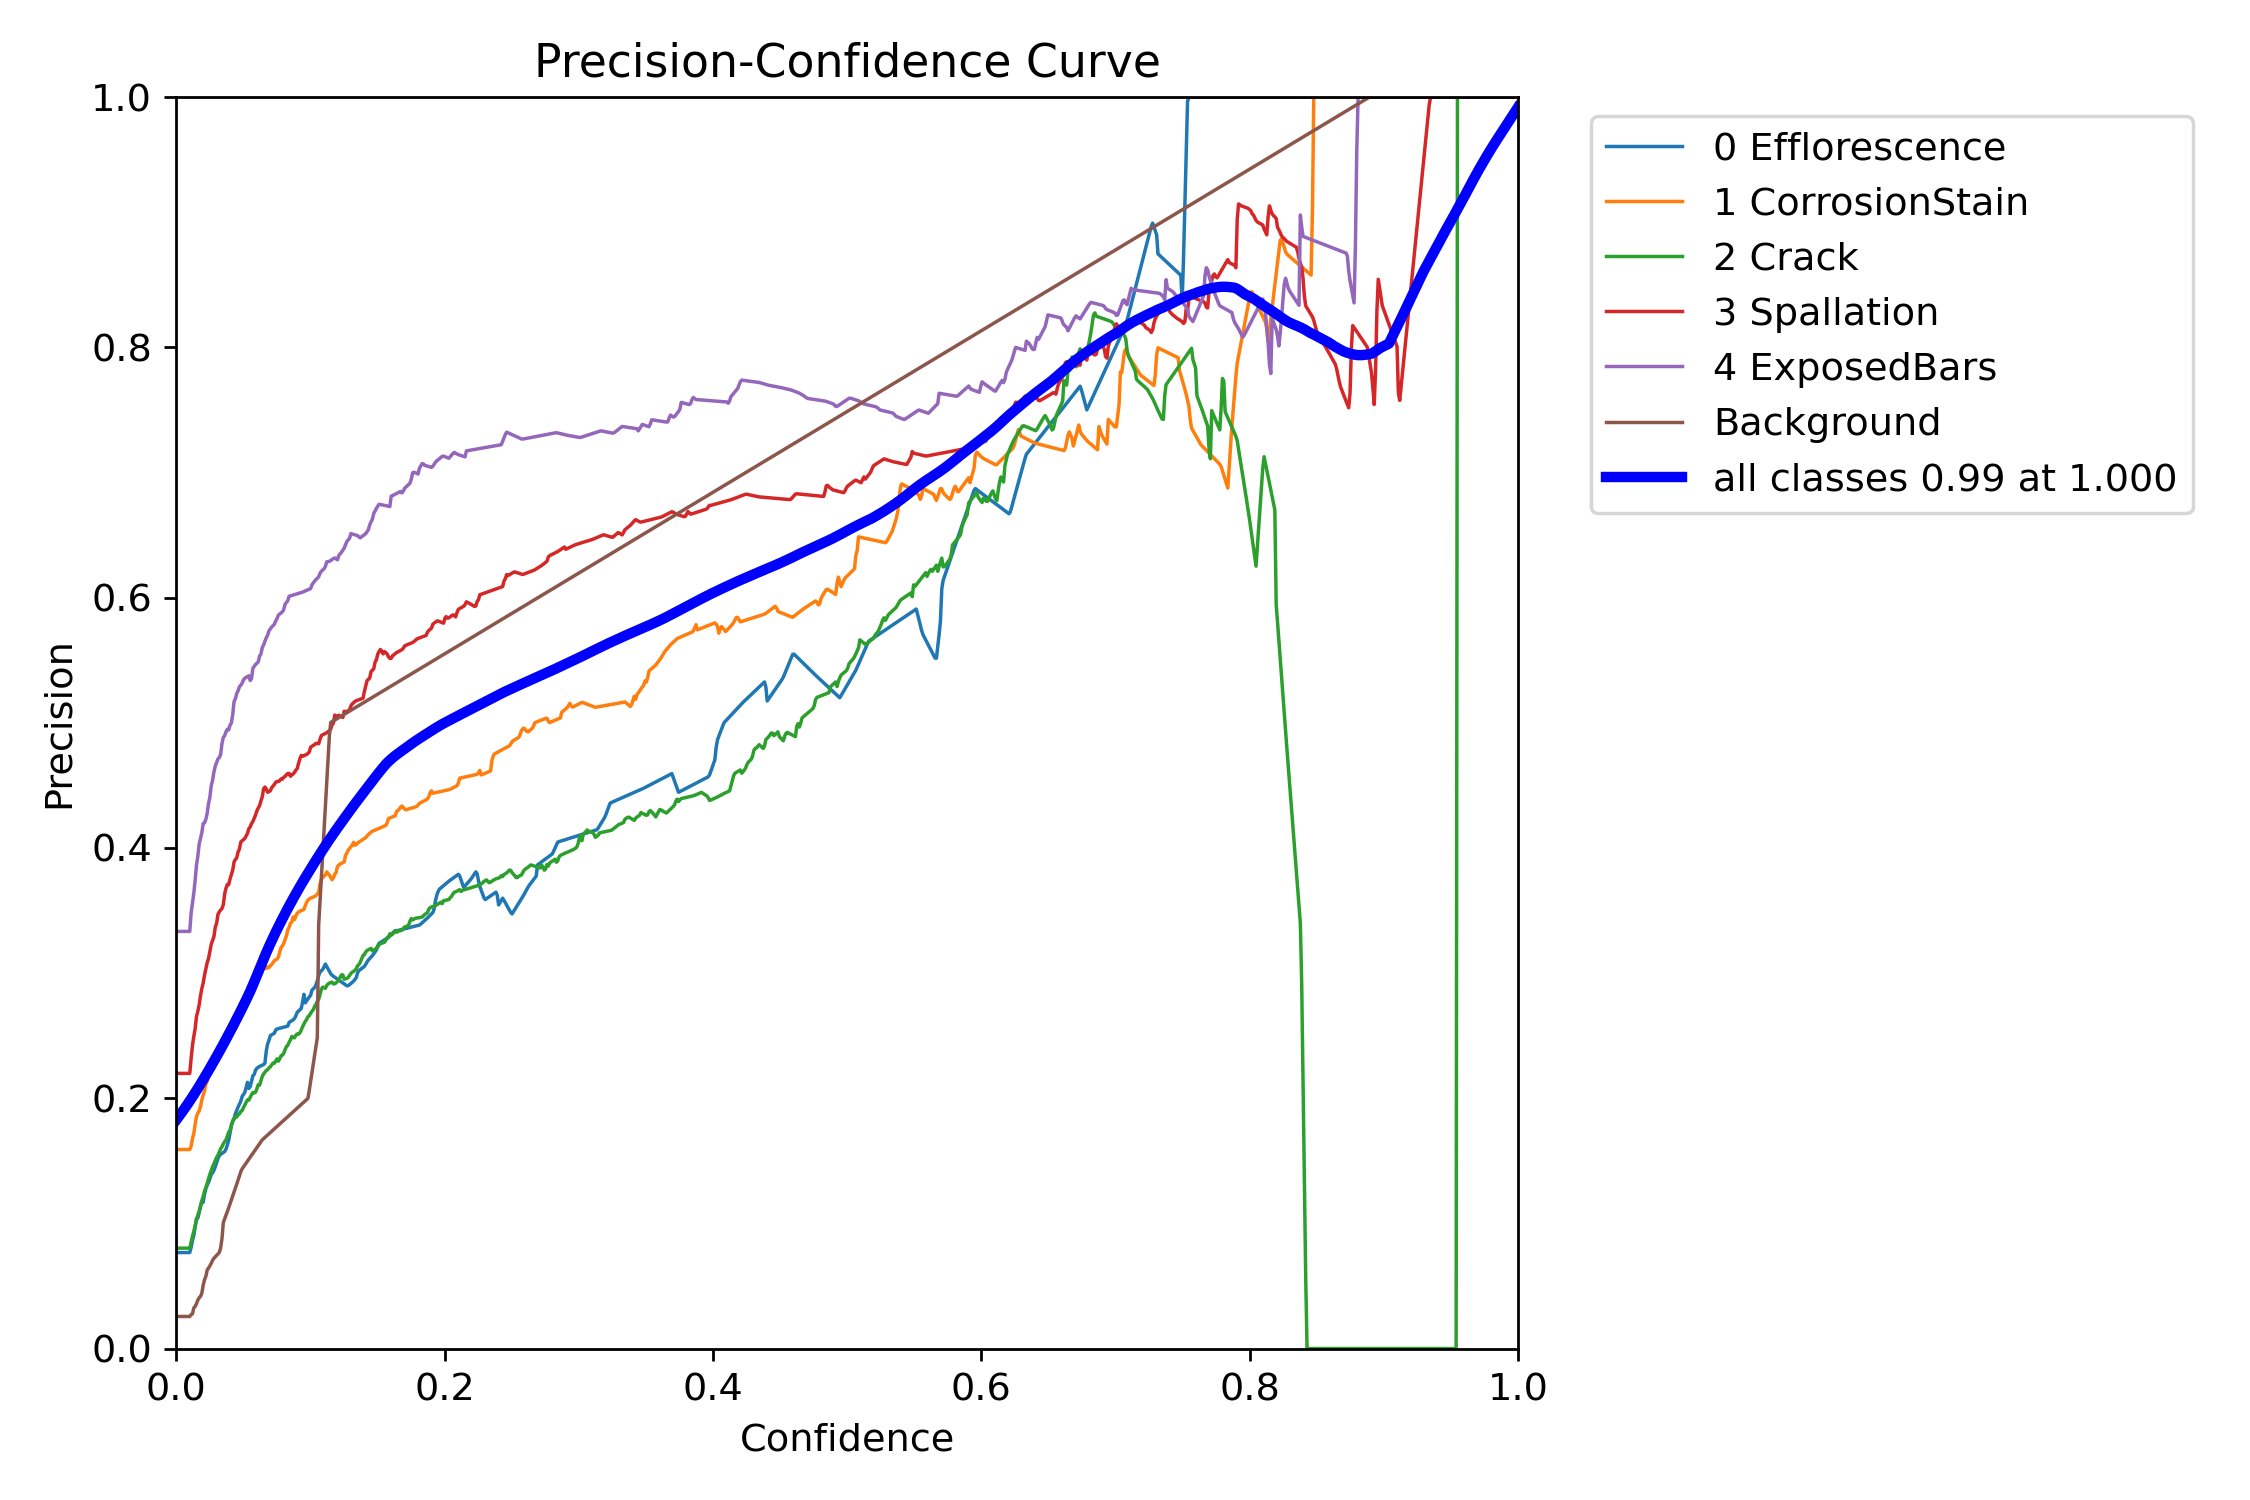 Precision-Confidence Curve
1.0
0.8
0.6
0.4
0.2
0.0
Precision
0.0 0.2 0.4 0.6 0.8 1.0
Confidence
0 Efflorescence
1 CorrosionStain
2 Crack
3 Spallation
4 ExposedBars
Background
all classes 0.99 at 1.000